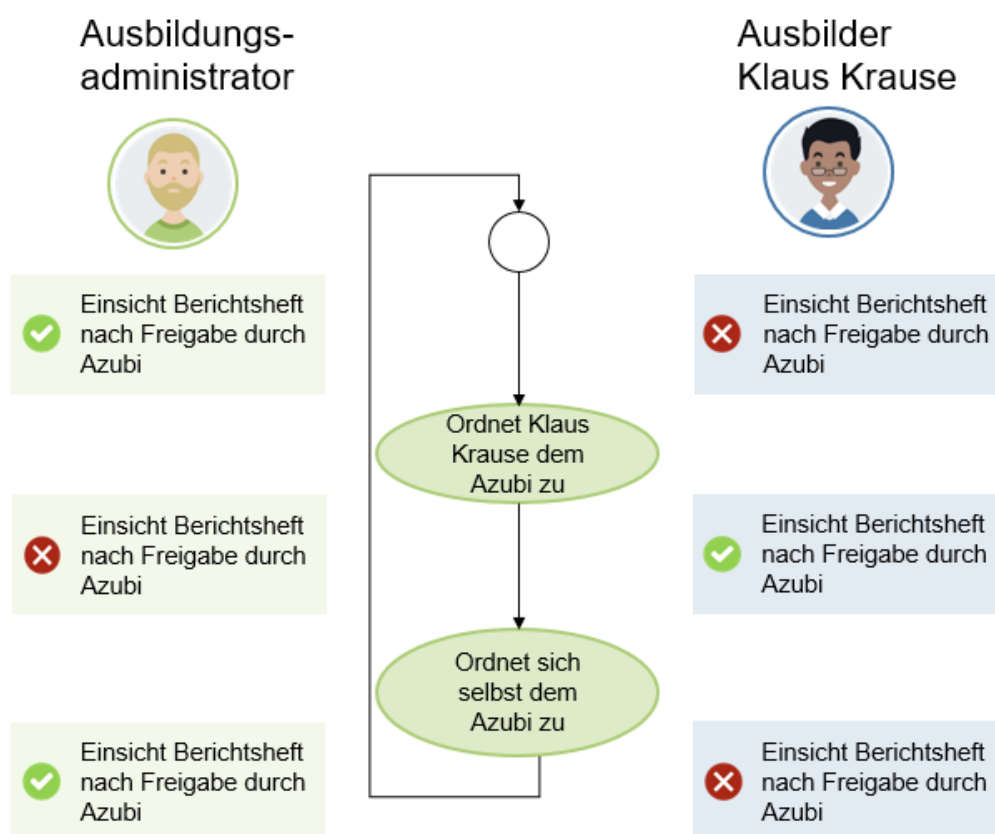 Ausbildungs-
administrator
Ausbilder
Klaus Krause
Einsicht Berichtsheft
nach Freigabe durch
Azubi
Einsicht Berichtsheft
nach Freigabe durch
Azubi
Ordnet Klaus
Krause dem
Azubi zu
Einsicht Berichtsheft
nach Freigabe durch
Azubi
Einsicht Berichtsheft
nach Freigabe durch
Azubi
Ordnet sich
selbst dem
Azubi zu
Einsicht Berichtsheft
nach Freigabe durch
Azubi
Einsicht Berichtsheft
nach Freigabe durch
Azubi